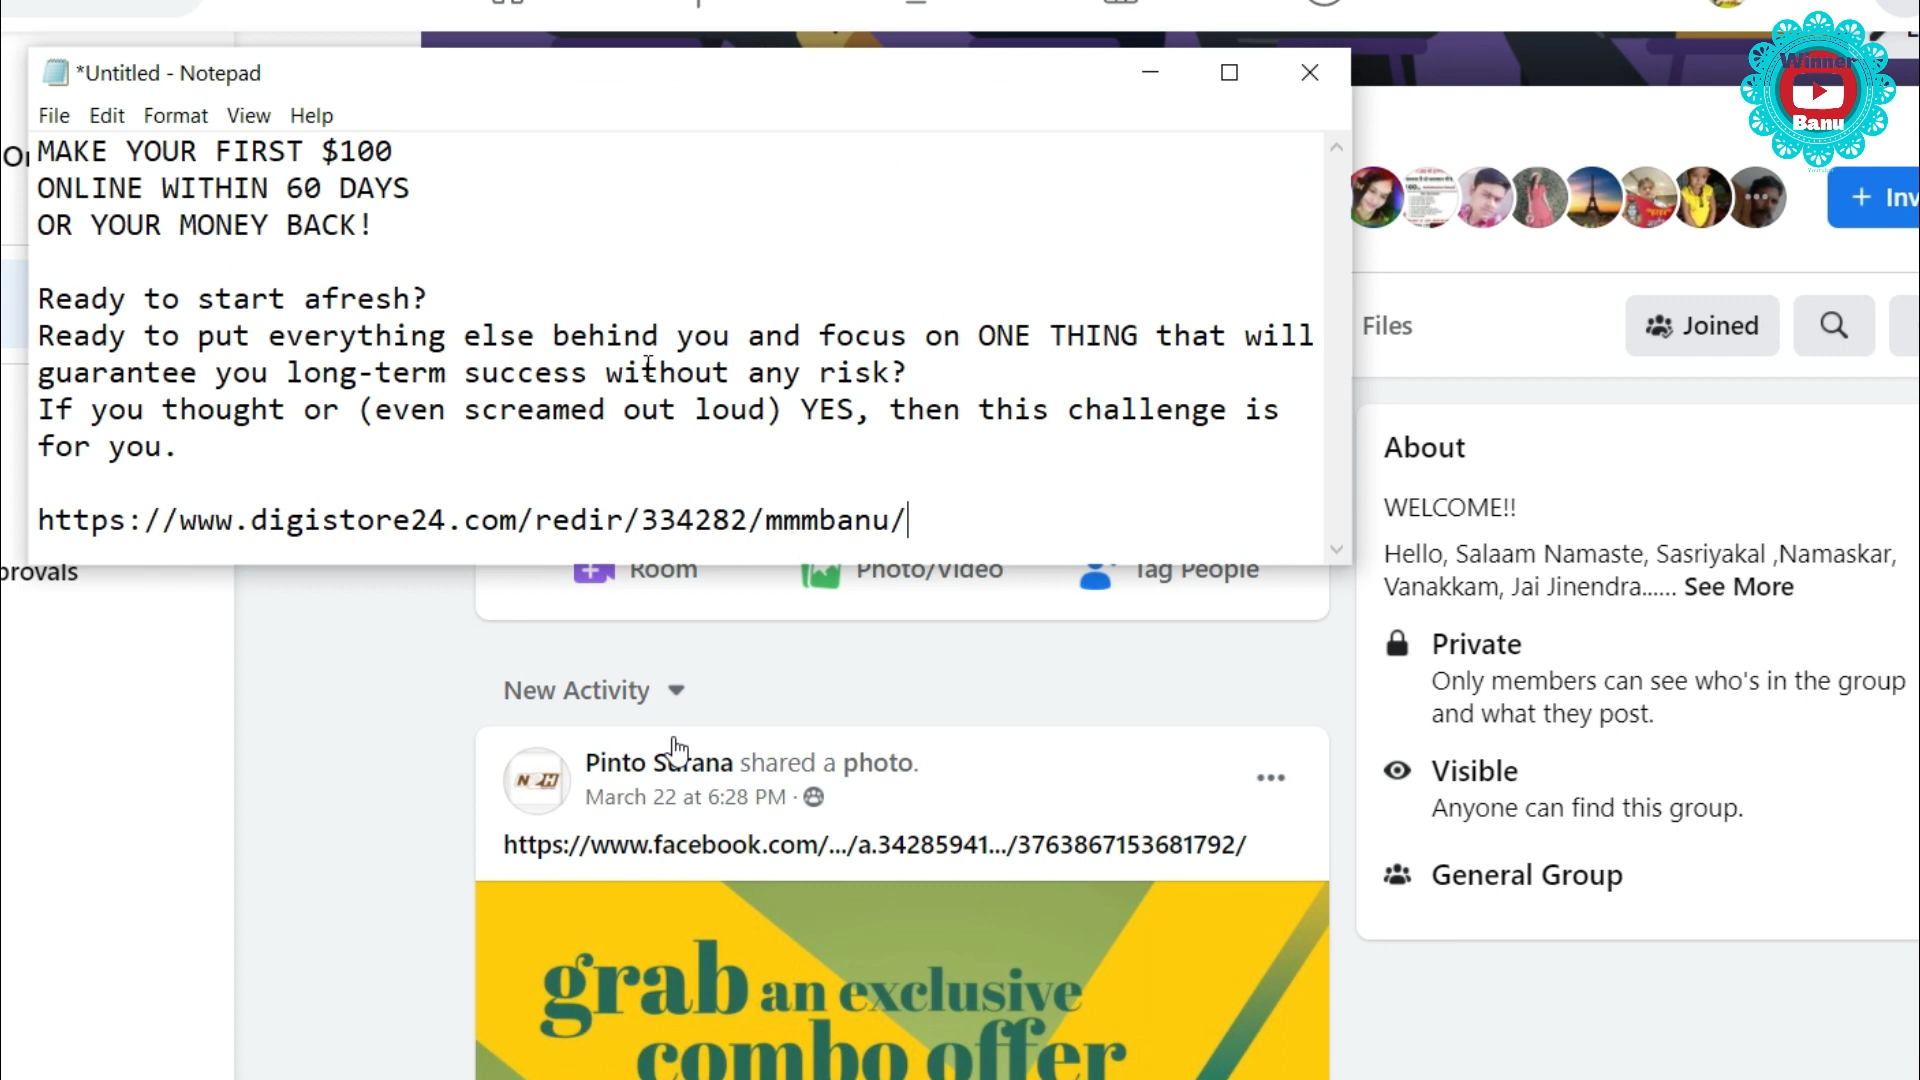 *Untitled - Notepad
File Edit Format View Help
MAKE YOUR FIRST $100
ONLINE WITHIN 60 DAYS
OR YOUR MONEY BACK!
Ready to start afresh?
Ready to put everything else behind you and focus on ONE THING that will
guarantee you long-term success without any risk?
If you thought or (even screamed out loud) YES, then this challenge is
for you.
https://www.digistore24.com/redir/334282/mmmbanu/
Winner
Banu
+ Inv
Files
Joined
About
WELCOME!!
Hello, Salaam Namaste, Sasriyakal ,Namaskar,
Vanakkam, Jai Jinendra...... See More
Private
Only members can see who's in the group
and what they post.
Visible
Anyone can find this group.
General Group
provals
Room
Photo/Video
Tag People
New Activity
Pinto Surana shared a photo.
March 22 at 6:28 PM ·
https://www.facebook.com/.../a.34285941.../3763867153681792/
grab an exclusive
combo offer